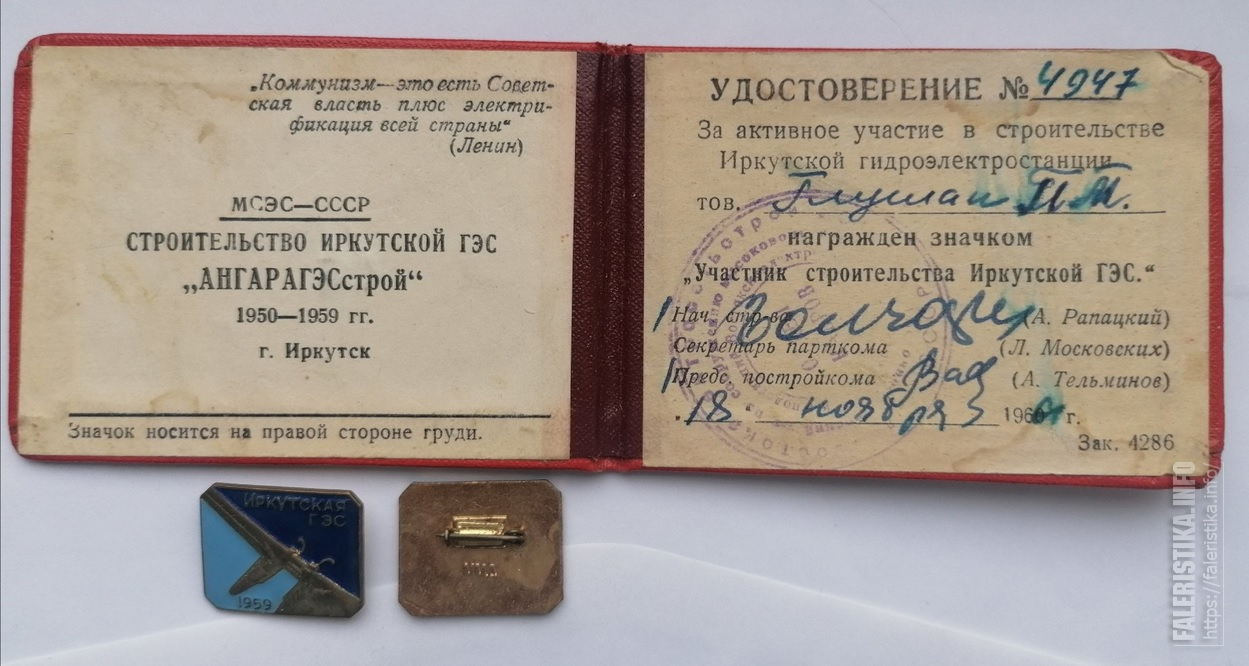 „Коммунизм—это есть Совет-
ская власть плюс электри-
фикация всей страны“
(Ленин)
МСЭС—СССР
СТРОИТЕЛЬСТВО ИРКУТСКОЙ ГЭС
„АНГАРАГЭСстрой“
1950—1959 гг.
г. Иркутск
Значок носится на правой стороне груди.
УДОСТОВЕРЕНИЕ № 4947
За активное участие в строительстве
Иркутской гидроэлектростанции
тов. П. М.
награжден значком
„Участник строительства Иркутской ГЭС.“
Нач. стр-ва (А. Рапацкий)
Секретарь парткома (Л. Московских)
Предс. постройкома (А. Тельминов)
18 ноября 196 г.
Зак. 4286
ИРКУТСКАЯ
ГЭС
1959
FALERISTIKA.INFO
https://faleristika.info/